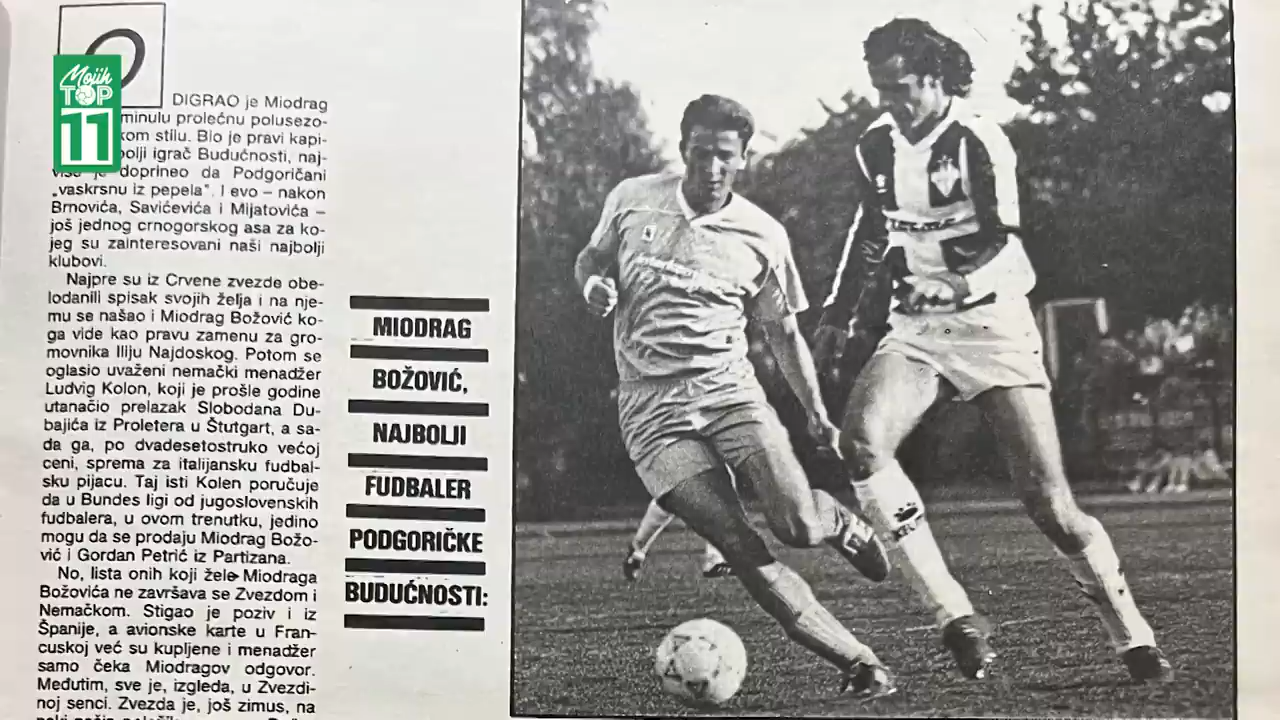 O
Mojih
TOP
11
DIGRAO je Miodrag
minulu prolećnu polusezo-
kom stilu. Bio je pravi kapi-
bolji igrač Budućnosti, naj-
više je doprineo da Podgoričani
„vaskrsnu iz pepela". I evo – nakon
Brnovića, Savićevića i Mijatovića –
još jednog crnogorskog asa za ko-
jeg su zainteresovani naši najbolji
klubovi.
Najpre su iz Crvene zvezde obe-
lodanili spisak svojih želja i na nje-
mu se našao i Miodrag Božović ko-
ga vide kao pravu zamenu za gro-
movnika Iliju Najdoskog. Potom se
oglasio uvaženi nemački menadžer
Ludvig Kolon, koji je prošle godine
utanačio prelazak Slobodana Du-
bajića iz Proletera u Štutgart, a sa-
da ga, po dvadesetostruko većoj
ceni, sprema za italijansku fudbal-
sku pijacu. Taj isti Kolen poručuje
da u Bundes ligi od jugoslovenskih
fudbalera, u ovom trenutku, jedino
mogu da se prodaju Miodrag Božo-
vić i Gordan Petrić iz Partizana.
No, lista onih koji žele Miodraga
Božovića ne završava se Zvezdom i
Nemačkom. Stigao je poziv i iz
Španije, a avionske karte u Fran-
cuskoj već su kupljene i menadžer
samo čeka Miodragov odgovor.
Međutim, sve je, izgleda, u Zvezdi-
noj senci. Zvezda je, još zimus, na
MIODRAG
BOŽOVIĆ,
NAJBOLJI
FUDBALER
PODGORIČKE
BUDUĆNOSTI: